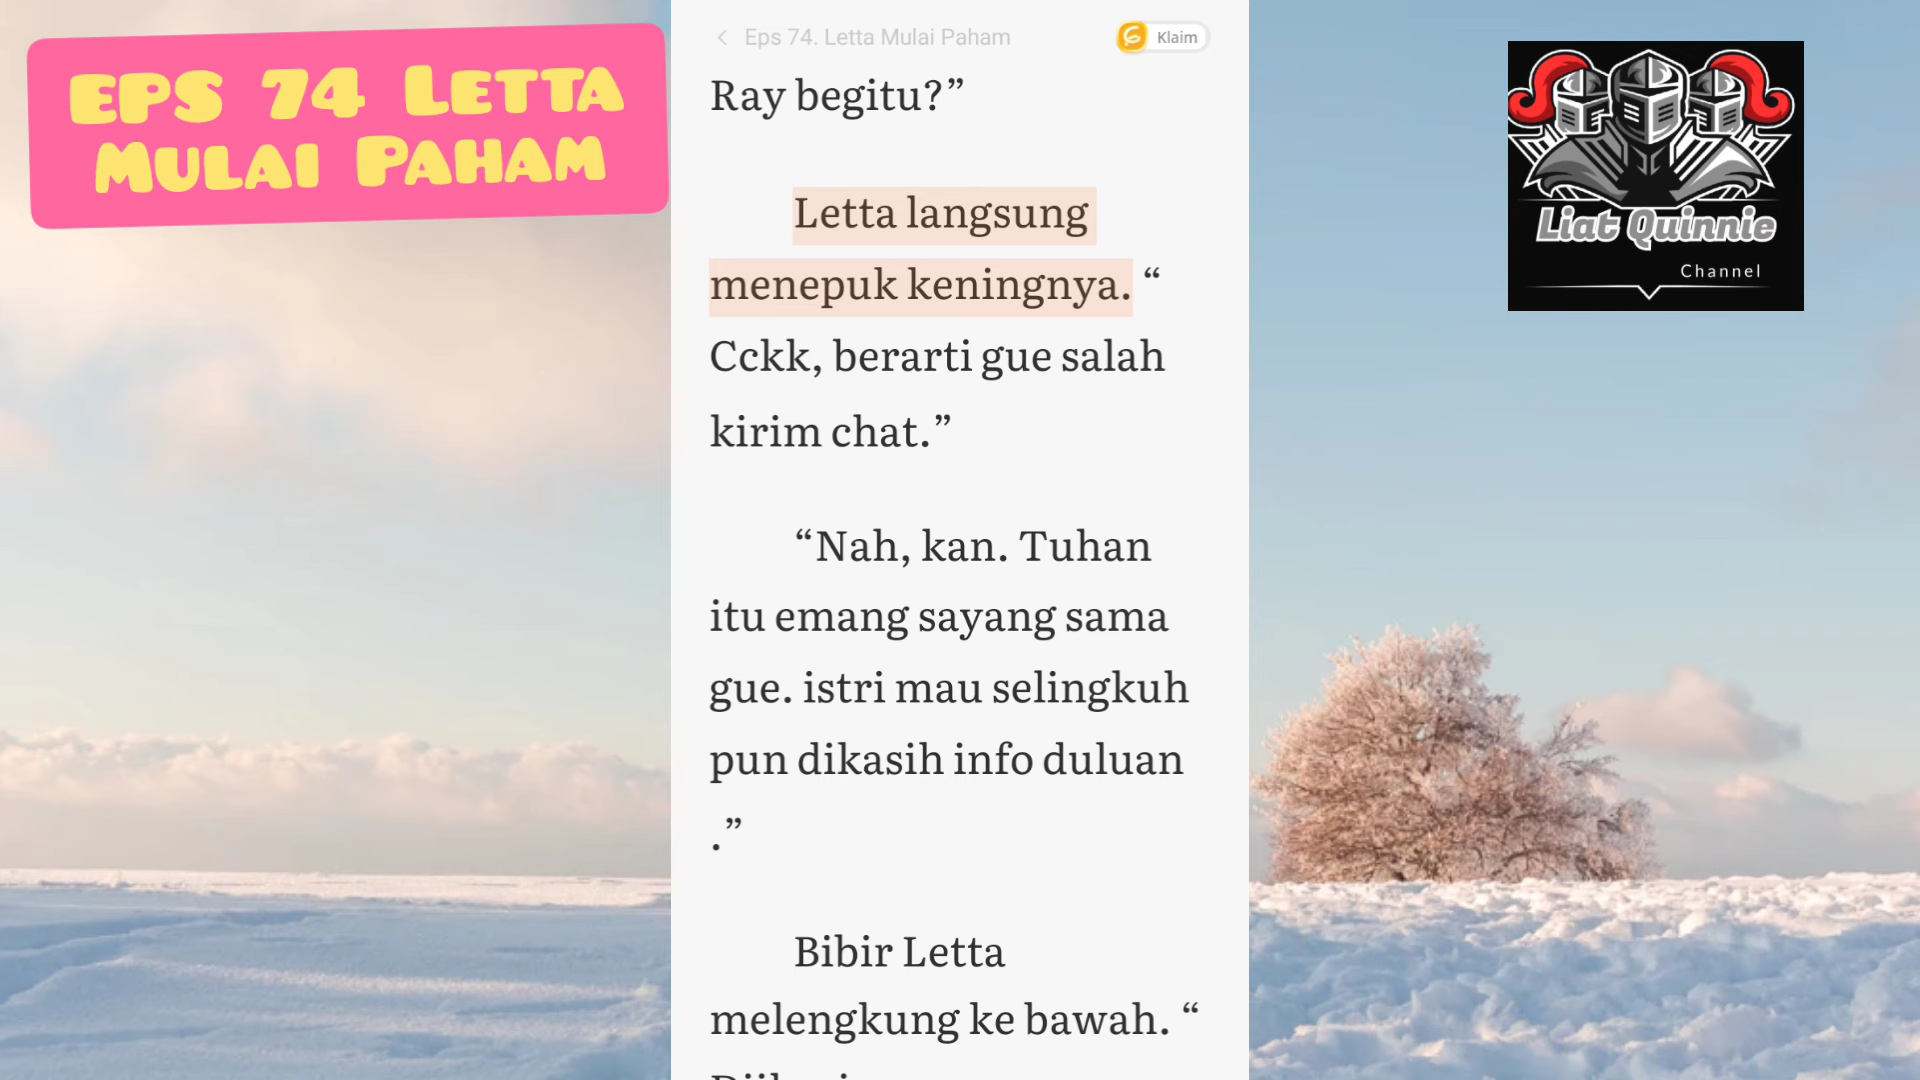 EPS 74 LETTA
MULAI PAHAM
Eps 74. Letta Mulai Paham
Klaim
Ray begitu?”
Letta langsung
menepuk keningnya. “
Cckk, berarti gue salah
kirim chat.”
“Nah, kan. Tuhan
itu emang sayang sama
gue. istri mau selingkuh
pun dikasih info duluan
.”
Bibir Letta
melengkung ke bawah. “
Liat Quinnie
Channel